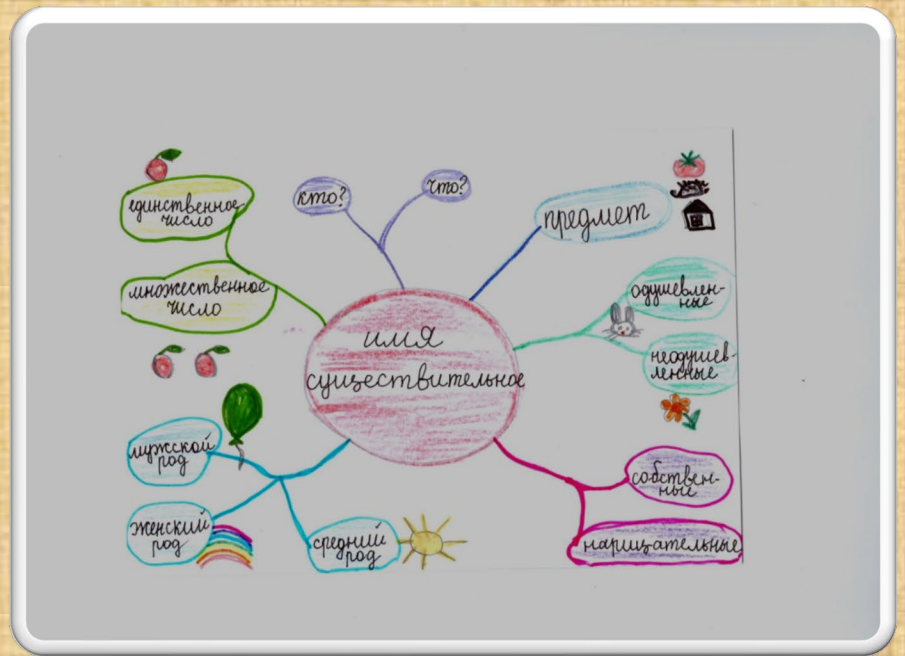 единственное
число
кто?
что?
предмет
множественное
число
одушевлен-
ные
неодушев-
ленные
имя
существительное
мужской
род
собствен-
ные
женский
род
средний
род
нарицательные